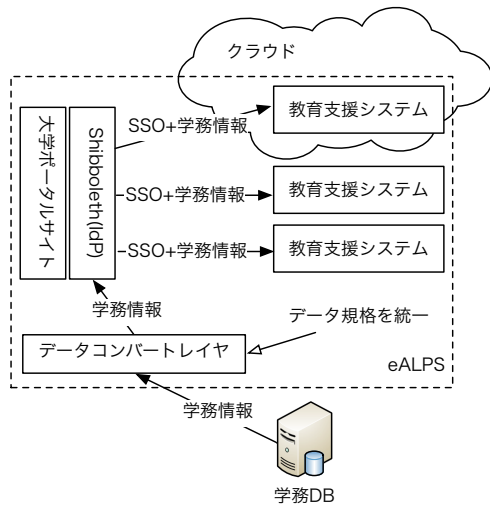 クラウド
教育支援システム
SSO+学務情報
大学ポータルサイト
Shibboleth(IdP)
SSO+学務情報
教育支援システム
SSO+学務情報
教育支援システム
学務情報
データ規格を統一
データコンバートレイヤ
eALPS
学務情報
学務DB